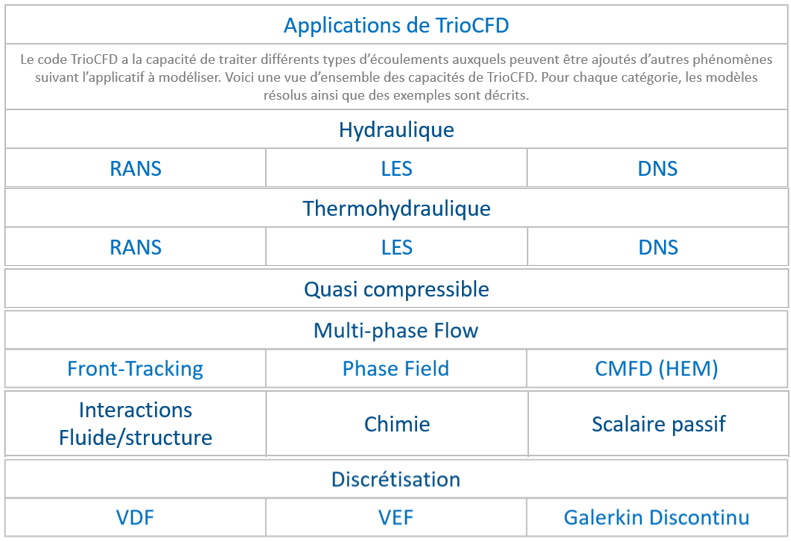 Applications de TrioCFD
Le code TrioCFD a la capacité de traiter différents types d’écoulements auxquels peuvent être ajoutés d’autres phénomènes
suivant l’applicatif à modéliser. Voici une vue d’ensemble des capacités de TrioCFD. Pour chaque catégorie, les modèles
résolus ainsi que des exemples sont décrits.
Hydraulique
RANS LES DNS
Thermohydraulique
RANS LES DNS
Quasi compressible
Multi-phase Flow
Front-Tracking Phase Field CMFD (HEM)
Interactions
Fluide/structure
Chimie
Scalaire passif
Discrétisation
VDF VEF Galerkin Discontinu